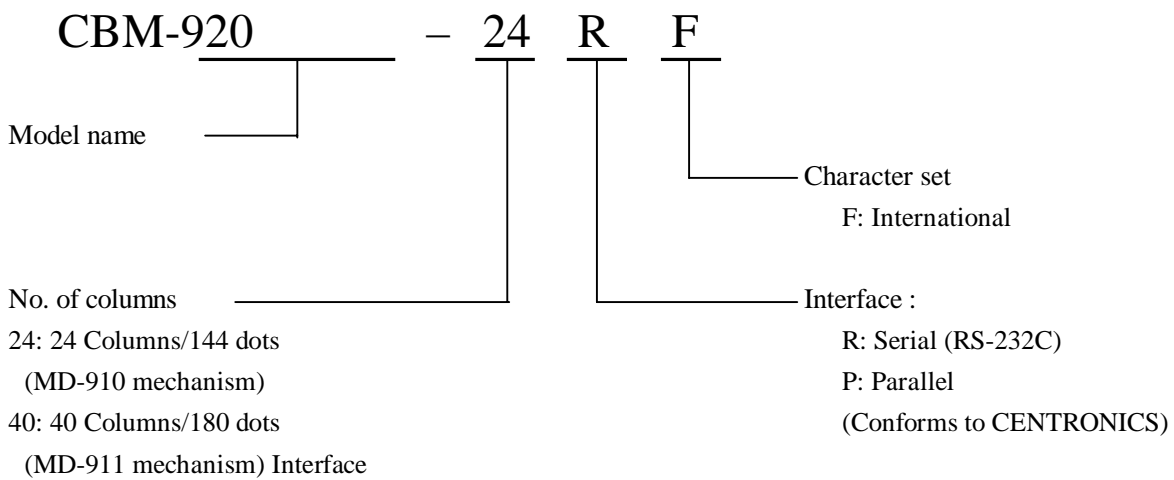 CBM-920 – 24 R F
Model name
Character set
F: International
No. of columns
24: 24 Columns/144 dots
(MD-910 mechanism)
40: 40 Columns/180 dots
(MD-911 mechanism) Interface
Interface :
R: Serial (RS-232C)
P: Parallel
(Conforms to CENTRONICS)